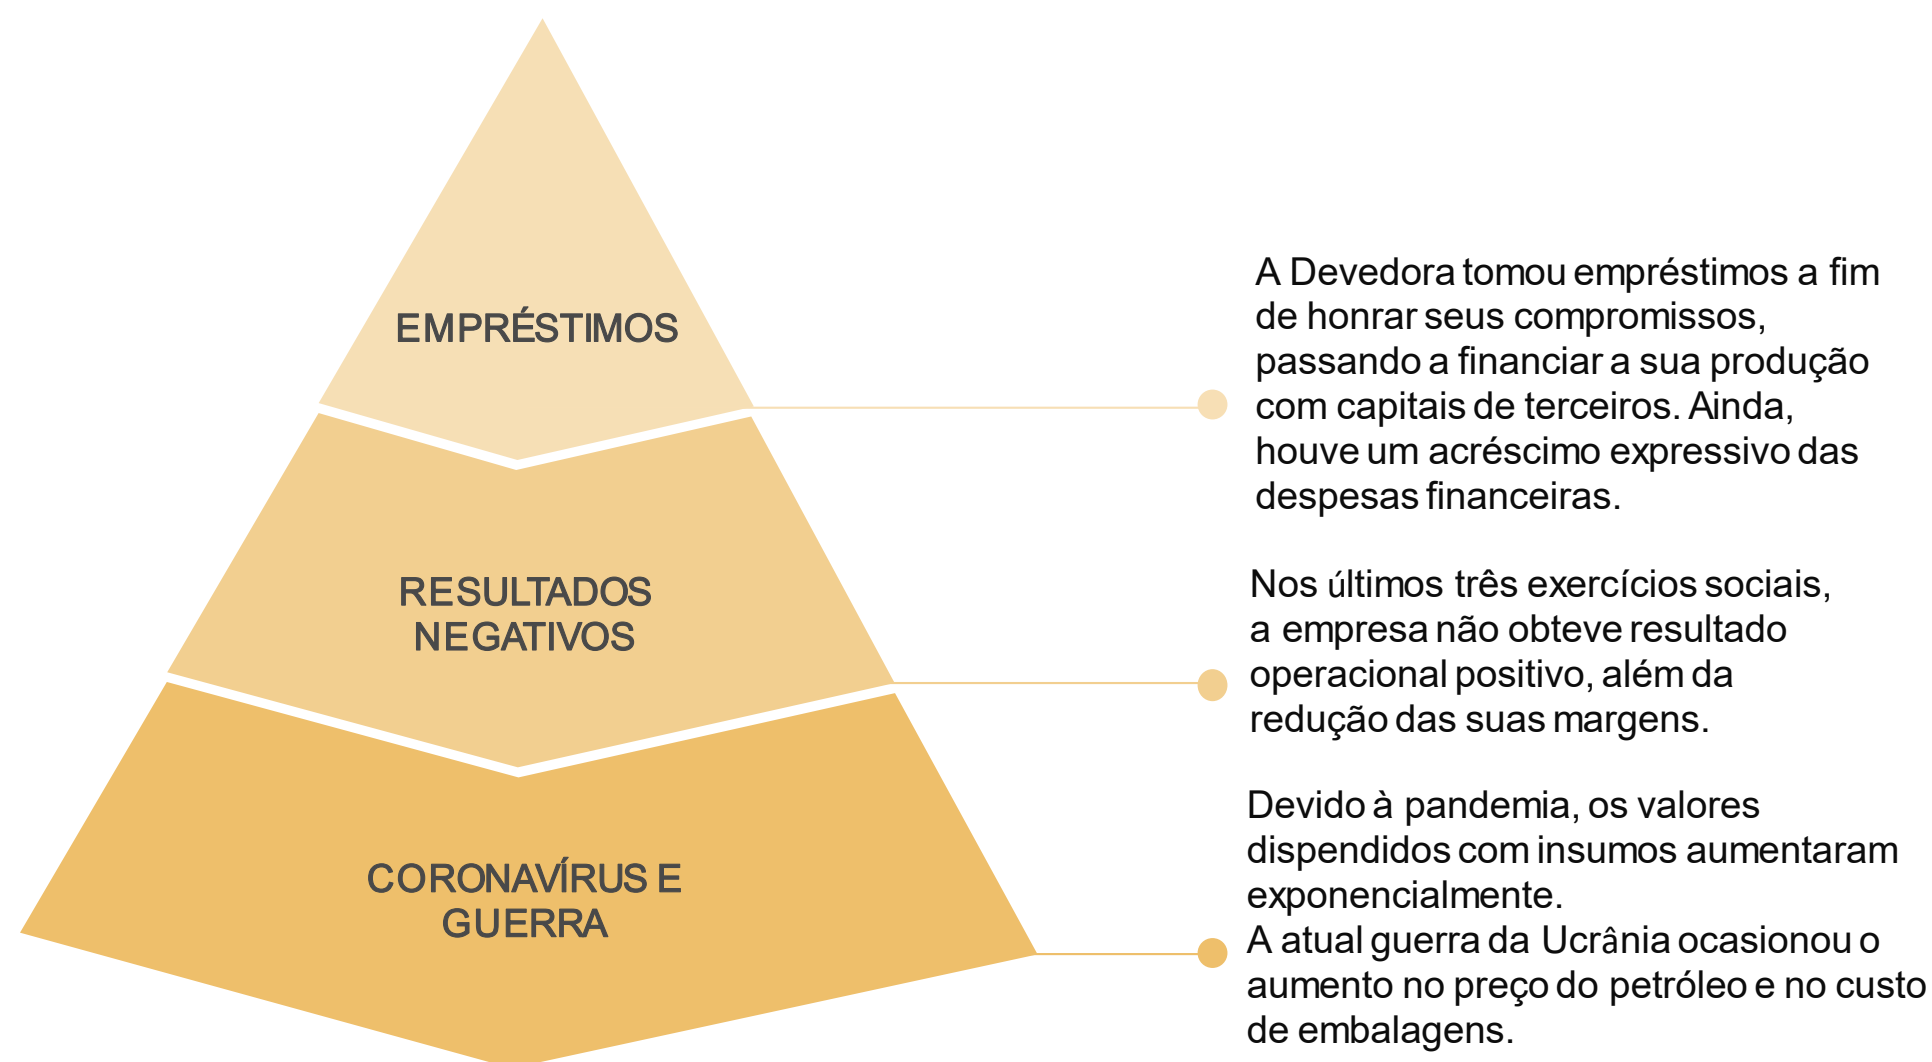 EMPRÉSTIMOS
A Devedora tomou empréstimos a fim
de honrar seus compromissos,
passando a financiar a sua produção
com capitais de terceiros. Ainda,
houve um acréscimo expressivo das
despesas financeiras.
RESULTADOS
NEGATIVOS
Nos últimos três exercícios sociais,
a empresa não obteve resultado
operacional positivo, além da
redução das suas margens.
CORONAVÍRUS E
GUERRA
Devido à pandemia, os valores
dispendidos com insumos aumentaram
exponencialmente.
A atual guerra da Ucrânia ocasionou o
aumento no preço do petróleo e no custo
de embalagens.